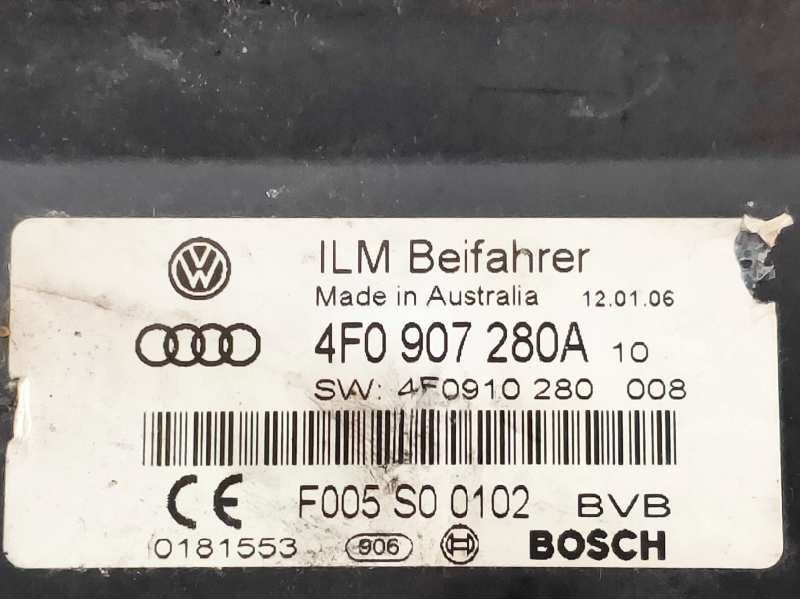 ILM Beifahrer
Made in Australia 12.01.06
4F0 907 280A 10
SW: 4F0910 280 008
CE F005 S0 0102 BVB
0181553 906 BOSCH